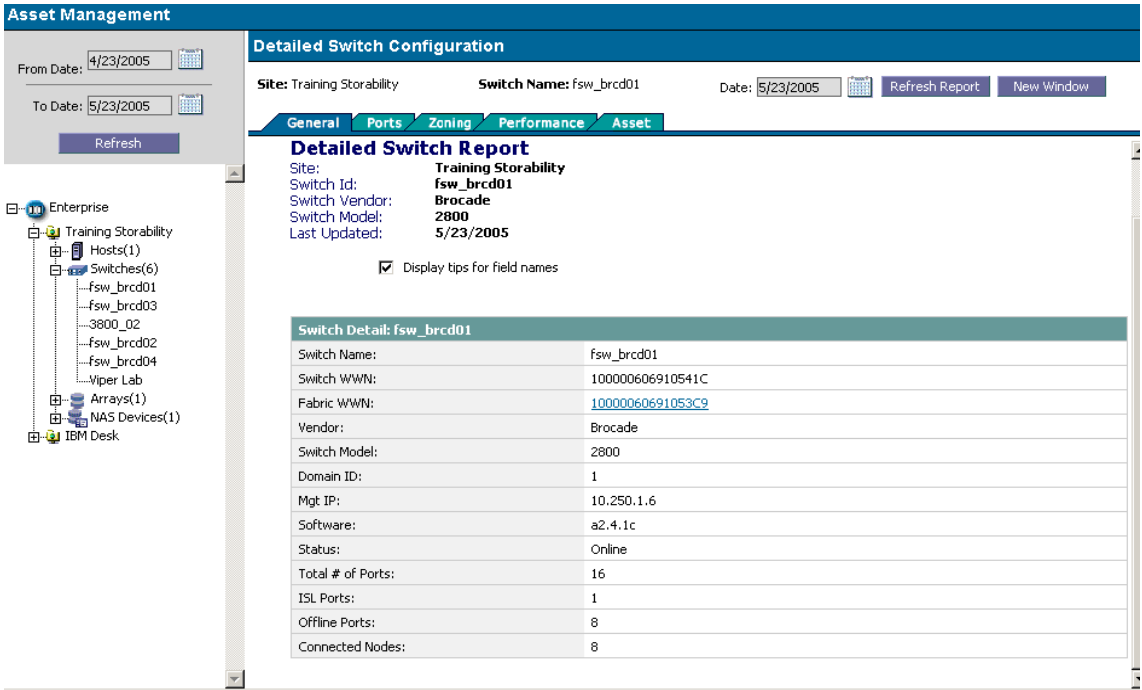 Asset Management
From Date: 4/23/2005
To Date: 5/23/2005
Refresh
Enterprise
Training Storability
Hosts(1)
Switches(6)
fsw_brcd01
fsw_brcd03
3800_02
fsw_brcd02
fsw_brcd04
Viper Lab
Arrays(1)
NAS Devices(1)
IBM Desk
Detailed Switch Configuration
Site: Training Storability Switch Name: fsw_brcd01 Date: 5/23/2005 Refresh Report New Window
General Ports Zoning Performance Asset
Detailed Switch Report
Site: Training Storability
Switch Id: fsw_brcd01
Switch Vendor: Brocade
Switch Model: 2800
Last Updated: 5/23/2005
Display tips for field names
Switch Detail: fsw_brcd01
Switch Name: fsw_brcd01
Switch WWN: 100000606910541C
Fabric WWN: 10000060691053C9
Vendor: Brocade
Switch Model: 2800
Domain ID: 1
Mgt IP: 10.250.1.6
Software: a2.4.1c
Status: Online
Total # of Ports: 16
ISL Ports: 1
Offline Ports: 8
Connected Nodes: 8